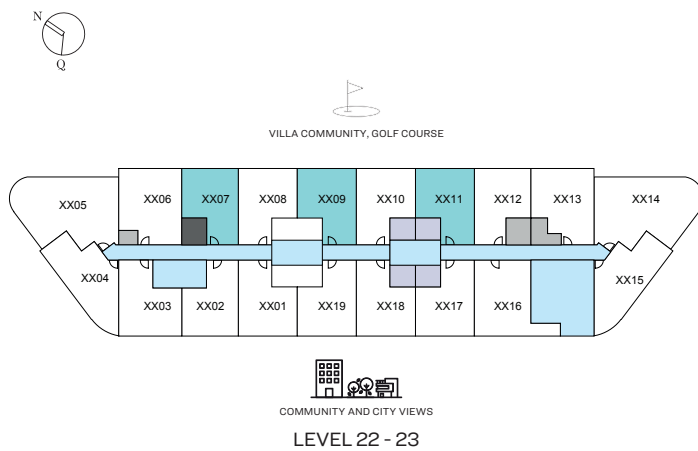 N
Q
VILLA COMMUNITY, GOLF COURSE
XX05 XX06 XX07 XX08 XX09 XX10 XX11 XX12 XX13 XX14
XX04 XX03 XX02 XX01 XX19 XX18 XX17 XX16 XX15
COMMUNITY AND CITY VIEWS
LEVEL 22 - 23